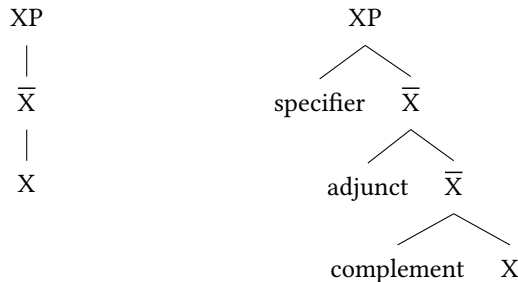 XP XP
X̅ specifier X̅
X adjunct X̅
complement X